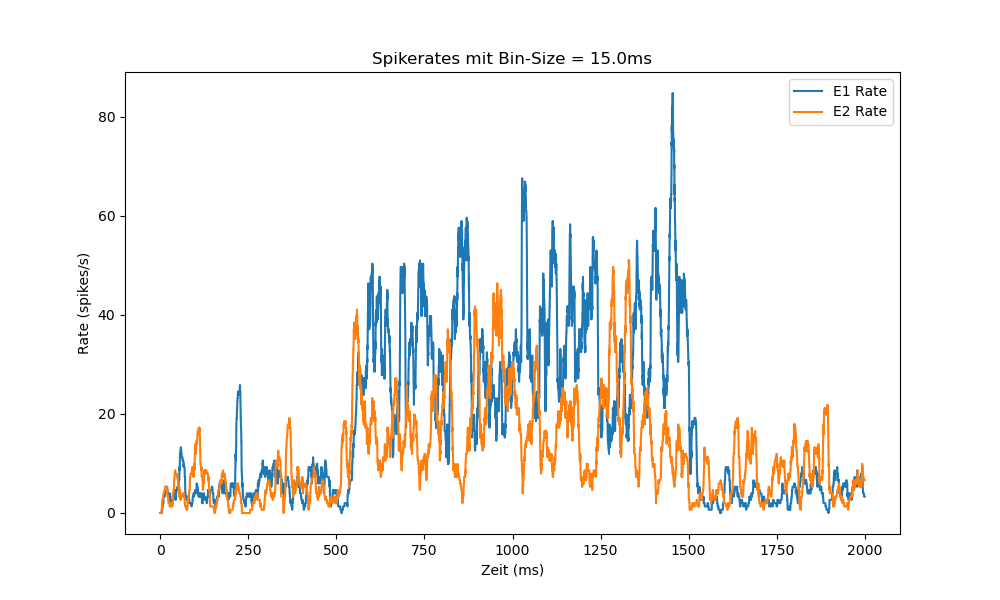 Spikerates mit Bin-Size = 15.0ms
E1 Rate
E2 Rate
80
60
40
20
0
Rate (spikes/s)
0 250 500 750 1000 1250 1500 1750 2000
Zeit (ms)